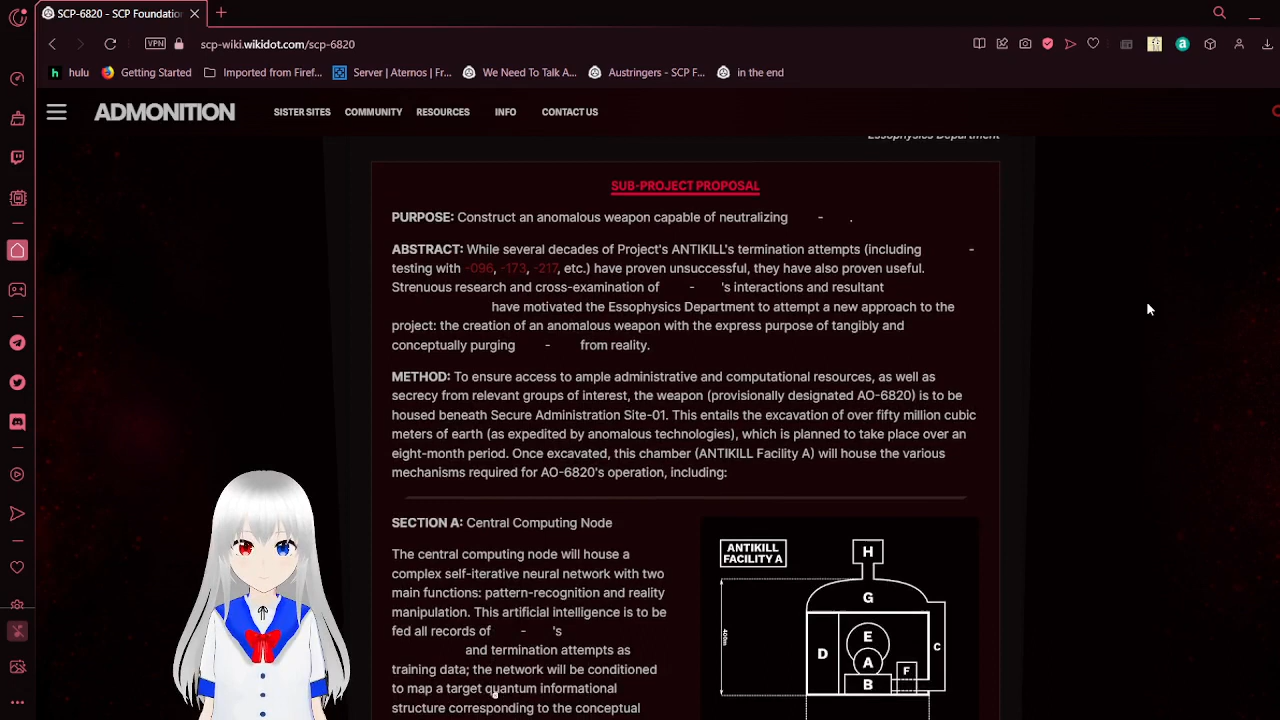 SCP-6820 - SCP Foundation
VPN
scp-wiki.wikidot.com/scp-6820
hulu
Getting Started
Imported from Firef...
Server | Aternos | Fr...
We Need To Talk A...
Austringers - SCP F...
in the end
ADMONITION
SISTER SITES
COMMUNITY
RESOURCES
INFO
CONTACT US
Essophysics Department
SUB-PROJECT PROPOSAL
PURPOSE: Construct an anomalous weapon capable of neutralizing - .
ABSTRACT: While several decades of Project's ANTIKILL's termination attempts (including -
testing with -096, -173, -217, etc.) have proven unsuccessful, they have also proven useful.
Strenuous research and cross-examination of - 's interactions and resultant
have motivated the Essophysics Department to attempt a new approach to the
project: the creation of an anomalous weapon with the express purpose of tangibly and
conceptually purging - from reality.
METHOD: To ensure access to ample administrative and computational resources, as well as
secrecy from relevant groups of interest, the weapon (provisionally designated AO-6820) is to be
housed beneath Secure Administration Site-01. This entails the excavation of over fifty million cubic
meters of earth (as expedited by anomalous technologies), which is planned to take place over an
eight-month period. Once excavated, this chamber (ANTIKILL Facility A) will house the various
mechanisms required for AO-6820's operation, including:
SECTION A: Central Computing Node
The central computing node will house a
complex self-iterative neural network with two
main functions: pattern-recognition and reality
manipulation. This artificial intelligence is to be
fed all records of - 's
and termination attempts as
training data; the network will be conditioned
to map a target quantum informational
structure corresponding to the conceptual
ANTIKILL
FACILITY A
H
G
E
D
A
C
F
B
400m